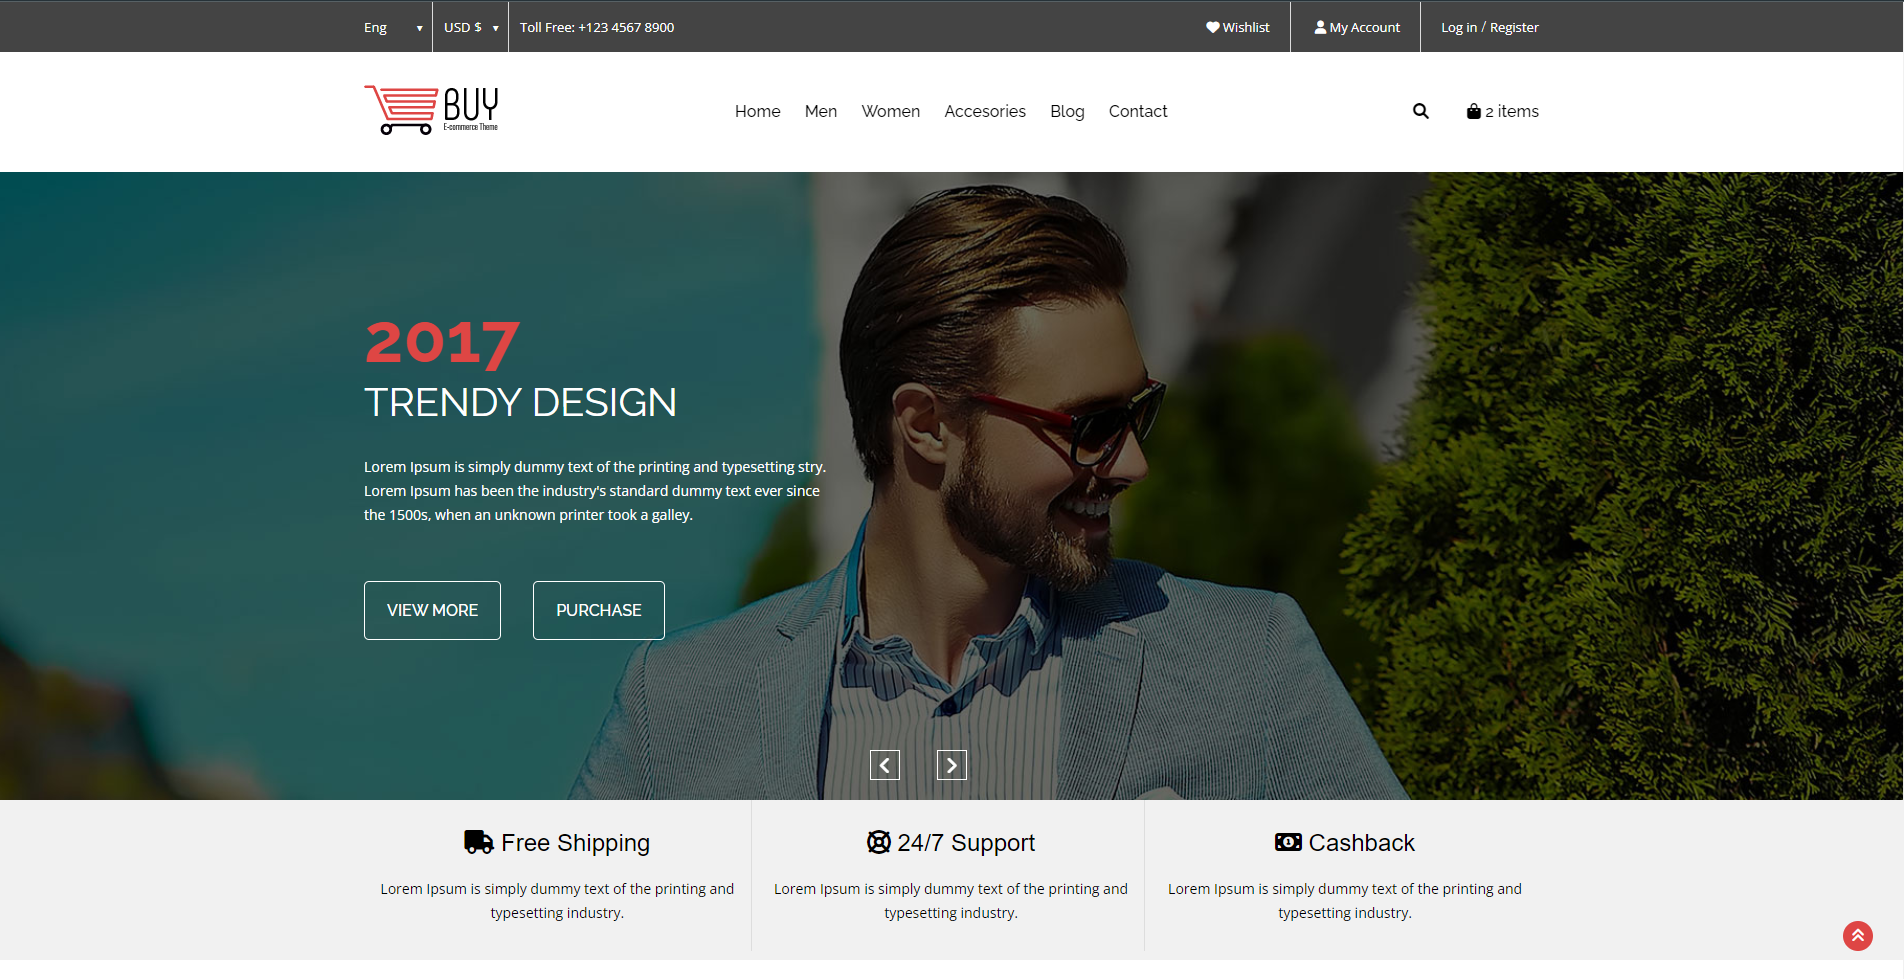 Eng
USD $
Toll Free: +123 4567 8900
Wishlist
My Account
Log in / Register
BUY
E-commerce Theme
Home
Men
Women
Accesories
Blog
Contact
2 items
2017
TRENDY DESIGN
Lorem Ipsum is simply dummy text of the printing and typesetting stry.
Lorem Ipsum has been the industry's standard dummy text ever since
the 1500s, when an unknown printer took a galley.
VIEW MORE
PURCHASE
Free Shipping
Lorem Ipsum is simply dummy text of the printing and
typesetting industry.
24/7 Support
Lorem Ipsum is simply dummy text of the printing and
typesetting industry.
Cashback
Lorem Ipsum is simply dummy text of the printing and
typesetting industry.